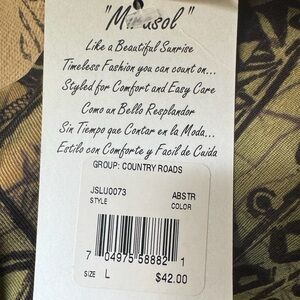 "Mirasol"
Like a Beautiful Sunrise
Timeless Fashion you can count on...
Styled for Comfort and Easy Care
Como un Bello Resplandor
Sin Tiempo que Contar en la Moda...
Estilo con Comforte y Facil de Cuida
GROUP: COUNTRY ROADS
JSLU0073 ABSTR
STYLE COLOR
7 04975 58882 1
SIZE L $42.00